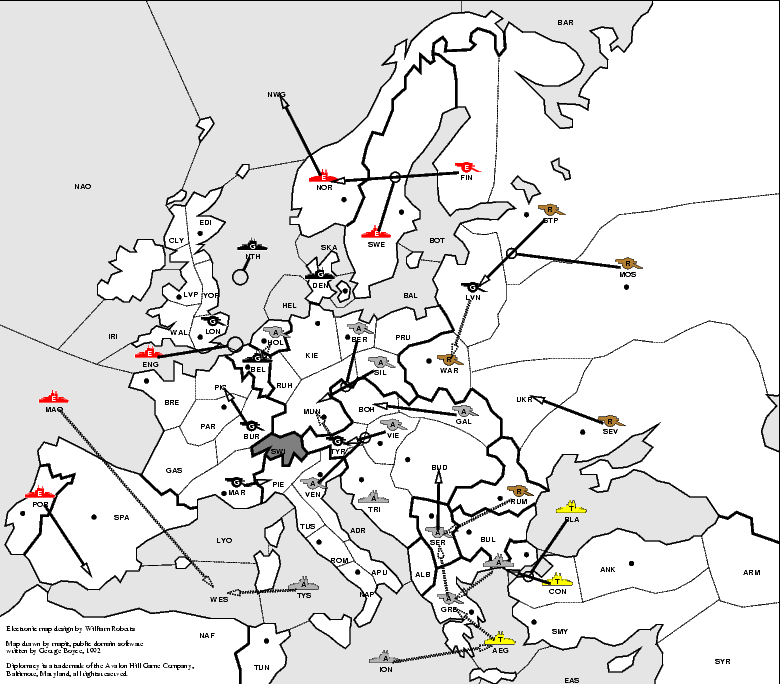 BAR
NWG
NAO
E
NOR
E
FIN
EDI
CLY
R
STP
E
SWE
G
NTH
SKA
BOT
R
MOS
G
DEN
LVP
YOR
HEL
BAL
G
LVN
IRI
WAL
G
LON
A
HOL
A
BER
PRU
E
ENG
G
BEL
KIE
A
SIL
R
WAR
RUH
E
MAO
BRE
PIC
MUN
BOH
A
GAL
UKR
PAR
G
BUR
G
TYR
A
VIE
R
SEV
SWI
GAS
BUD
G
MAR
PIE
A
VEN
A
TRI
R
RUM
E
POR
SPA
T
BLA
TUS
ADR
A
SER
BUL
LYO
ROM
APU
ALB
A
ANK
ARM
A
TYS
NAP
T
CON
WES
A
GRE
NAF
SMY
T
AEG
TUN
A
ION
SYR
EAS
Electronic map design by William Roberts
Map drawn by mapit, public domain software
written by George Boyce, 1992
Diplomacy is a trademark of the Avalon Hill Game Company,
Baltimore, Maryland, all rights reserved.